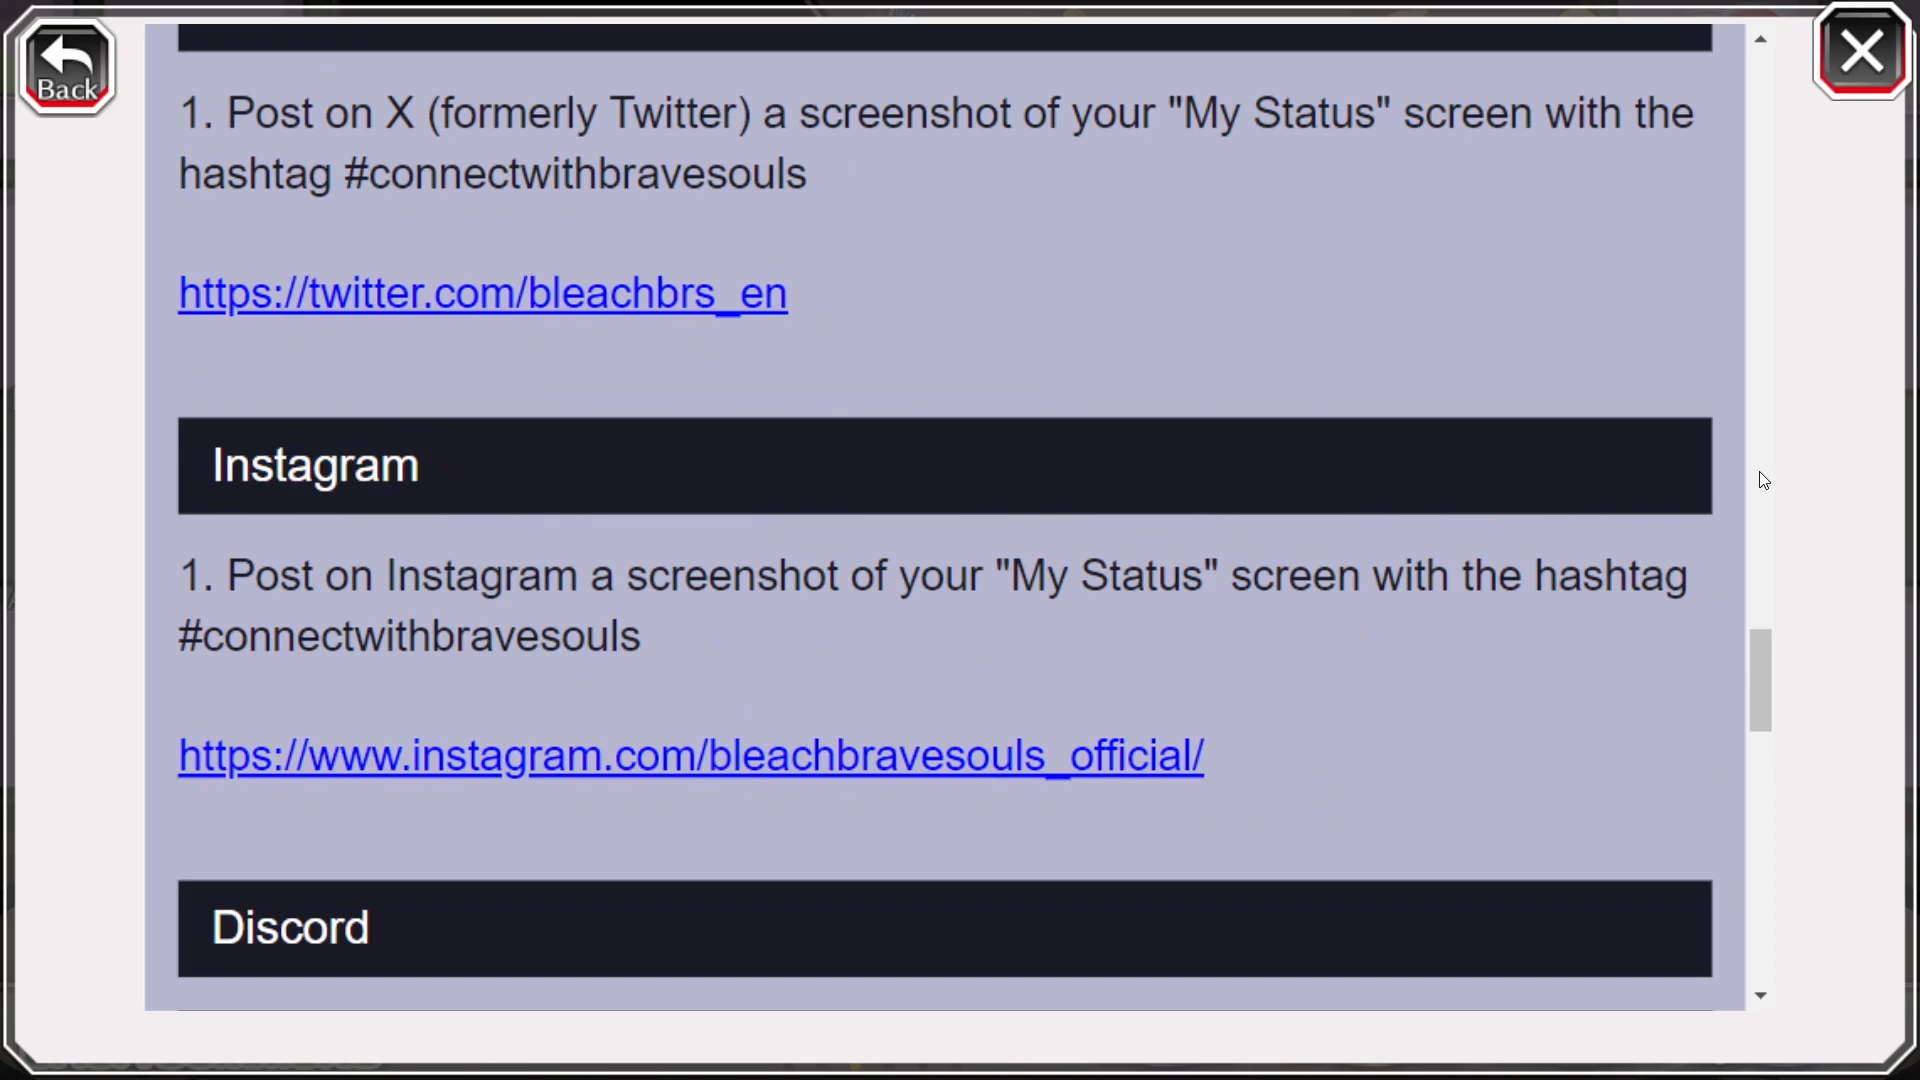 Back
1. Post on X (formerly Twitter) a screenshot of your "My Status" screen with the
hashtag #connectwithbravesouls
https://twitter.com/bleachbrs_en
Instagram
1. Post on Instagram a screenshot of your "My Status" screen with the hashtag
#connectwithbravesouls
https://www.instagram.com/bleachbravesouls_official/
Discord